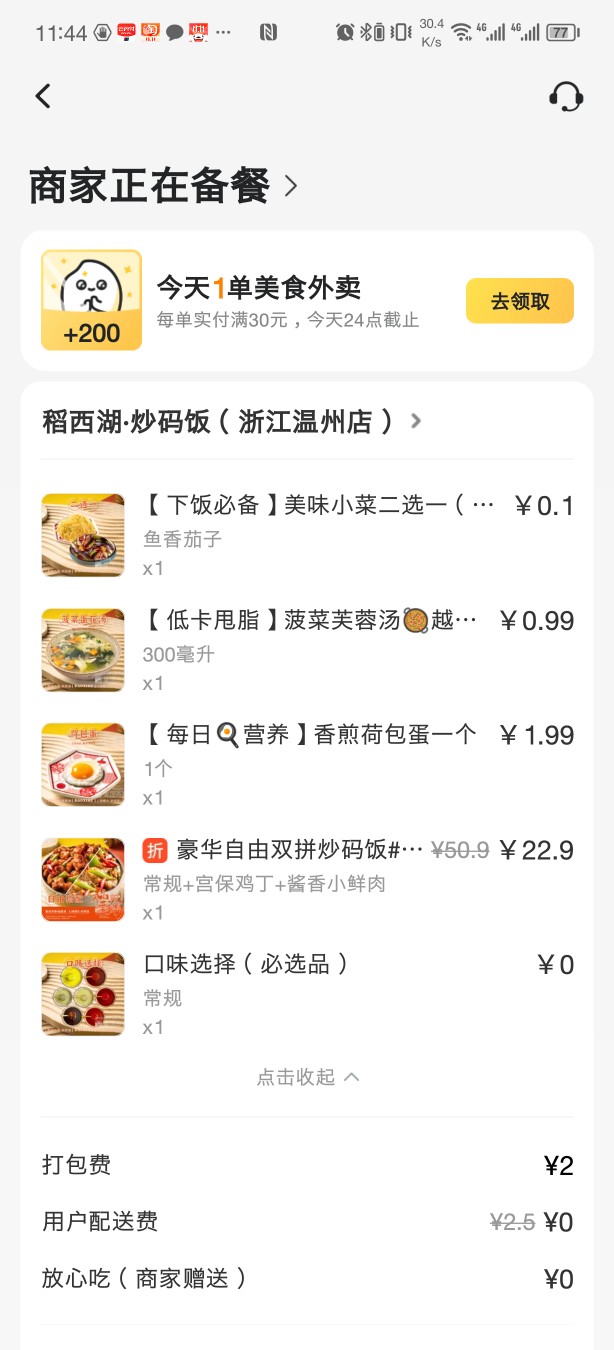 11:44
30.4
K/s
4G
4G
77
商家正在备餐
+200
今天1单美食外卖
每单实付满30元，今天24点截止
去领取
稻西湖·炒码饭（浙江温州店）
【下饭必备】美味小菜二选一（… ￥0.1
鱼香茄子
x1
【低卡甩脂】菠菜芙蓉汤🥘越… ￥0.99
300毫升
x1
【每日🍳营养】香煎荷包蛋一个 ￥1.99
1个
x1
折 豪华自由双拼炒码饭#… ¥50.9 ￥22.9
常规+宫保鸡丁+酱香小鲜肉
x1
口味选择（必选品） ￥0
常规
x1
点击收起
打包费 ¥2
用户配送费 ¥2.5 ¥0
放心吃（商家赠送） ¥0